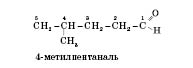 5 4 3 2 1 O
CH₃—CH—CH₂—CH₂—C
H
CH₃
4-метилпентаналь